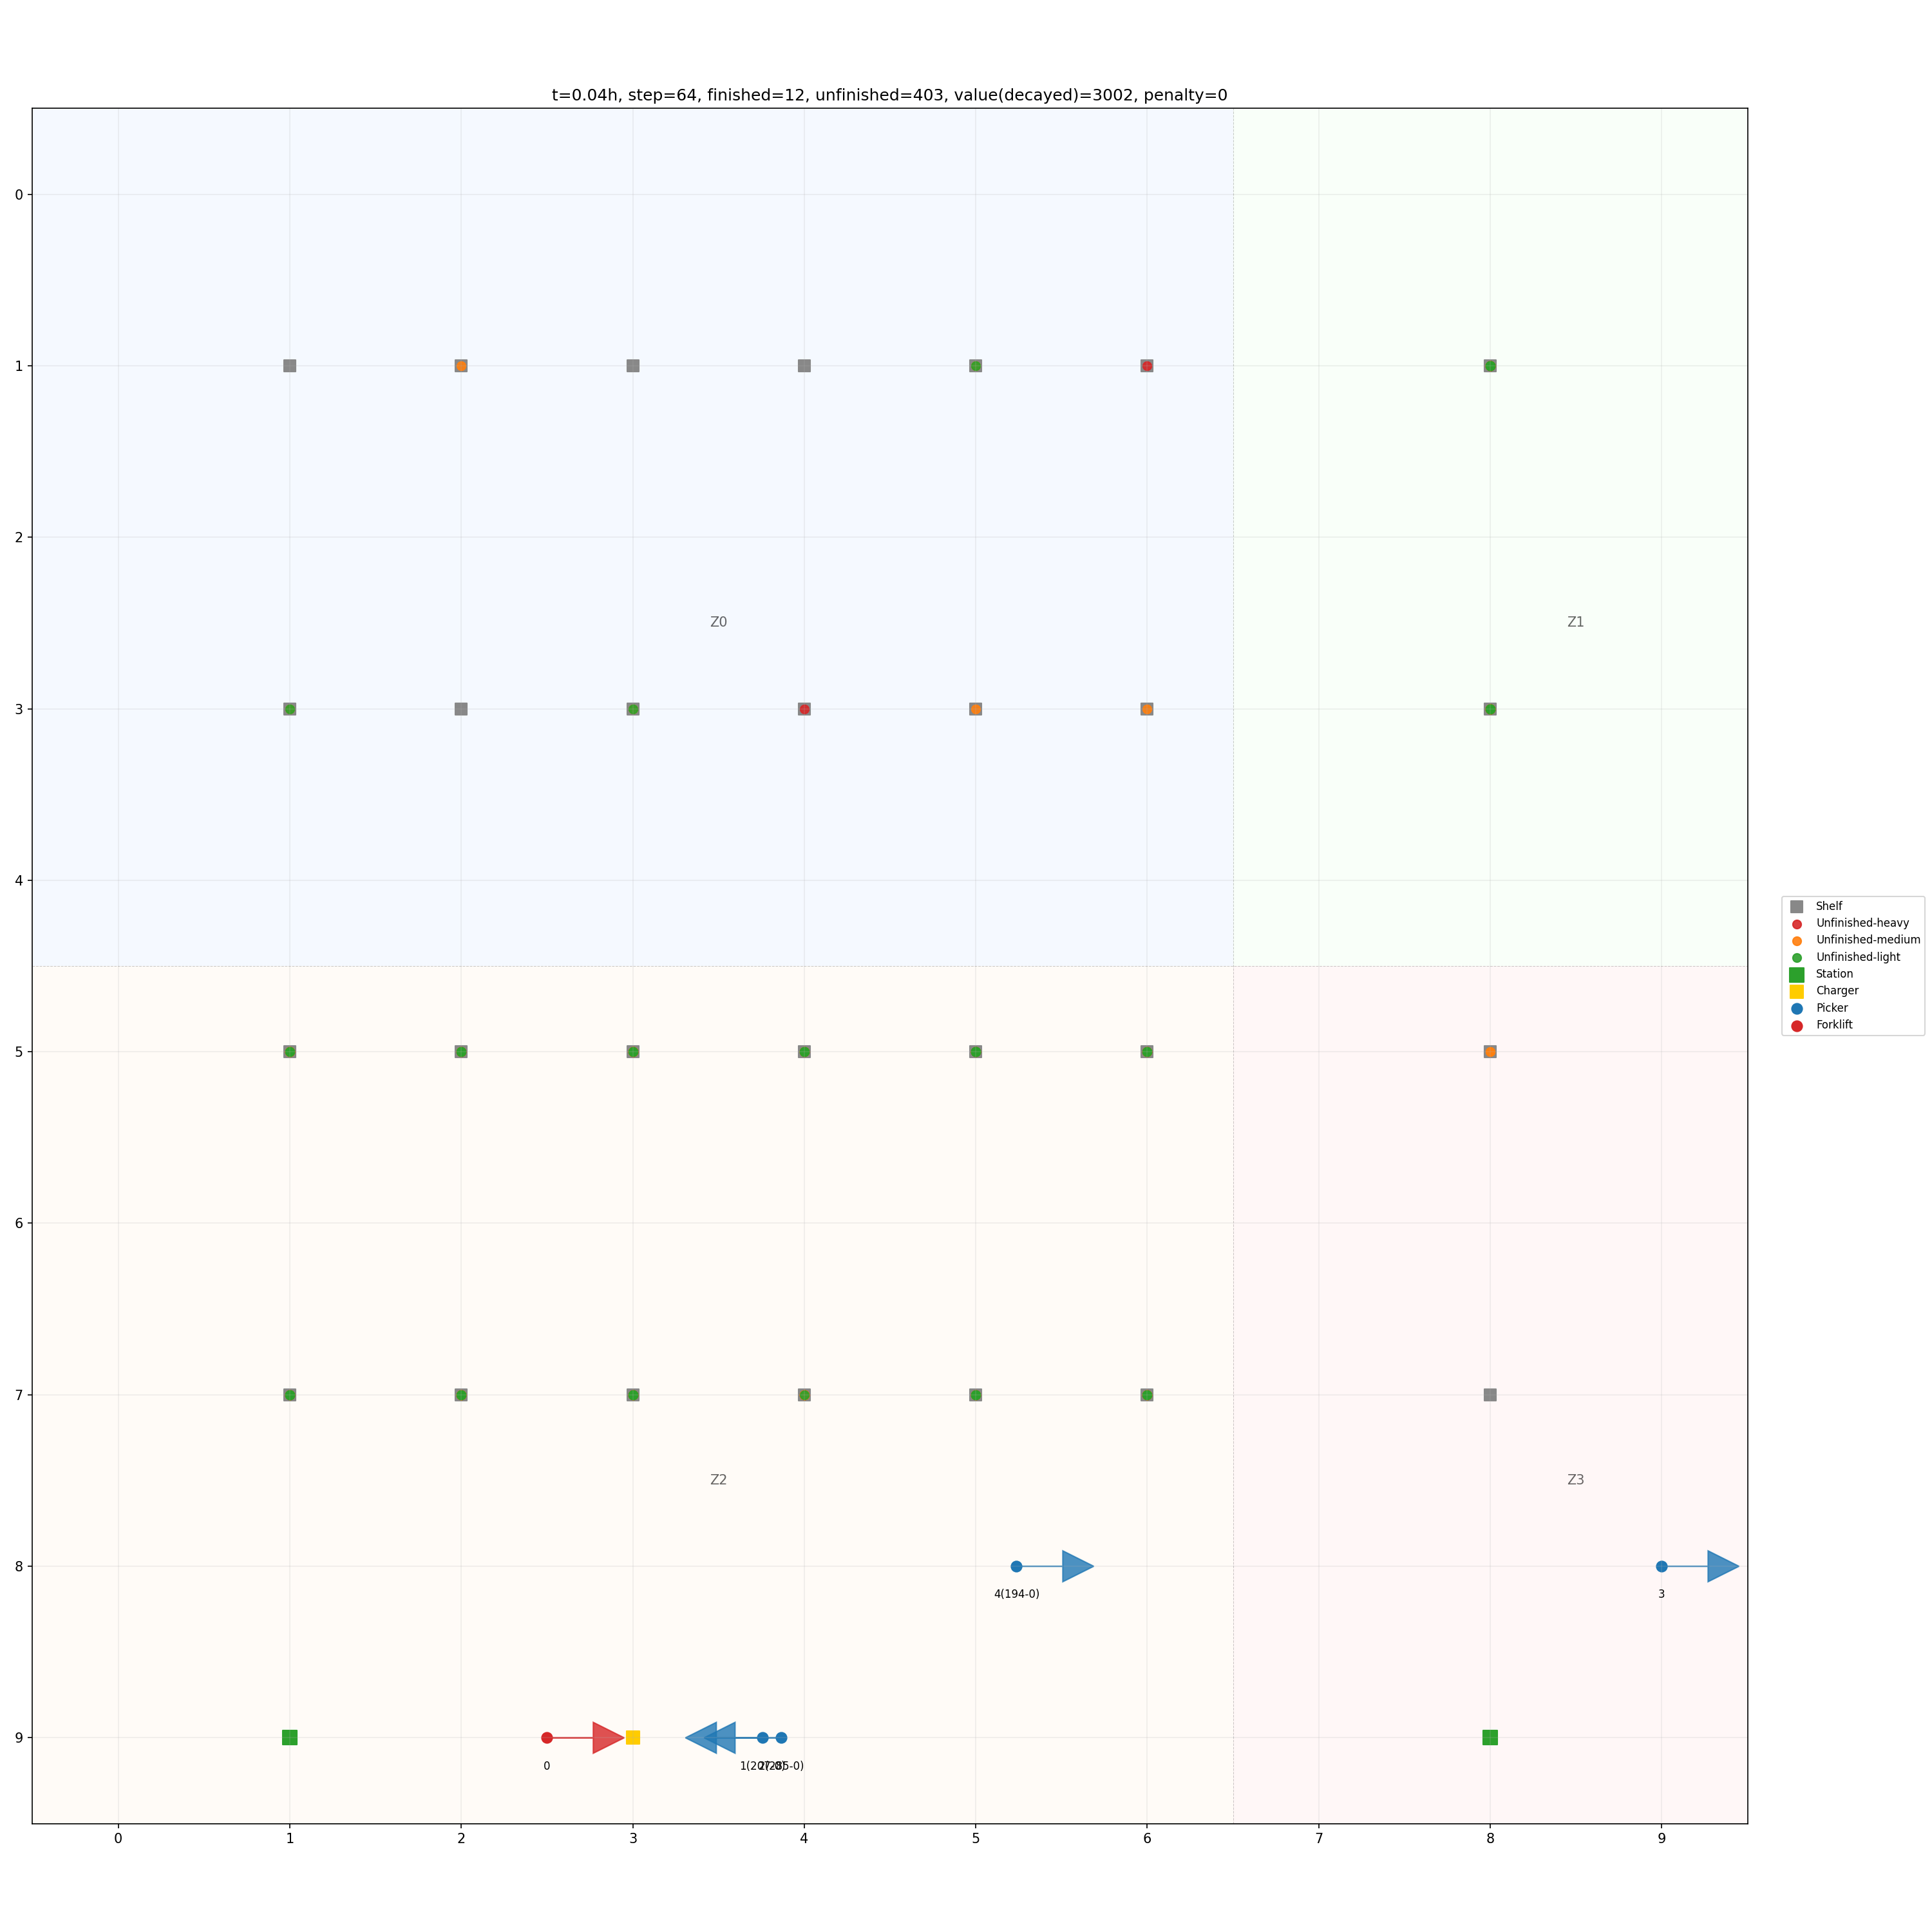 t=0.04h, step=64, finished=12, unfinished=403, value(decayed)=3002, penalty=0
0
1
2
Z0 Z1
3
4
Shelf
Unfinished-heavy
Unfinished-medium
Unfinished-light
Station
Charger
Picker
Forklift
5
6
7
Z2 Z3
8
4(194-0) 3
9
0
0 1 2 3 4 5 6 7 8 9